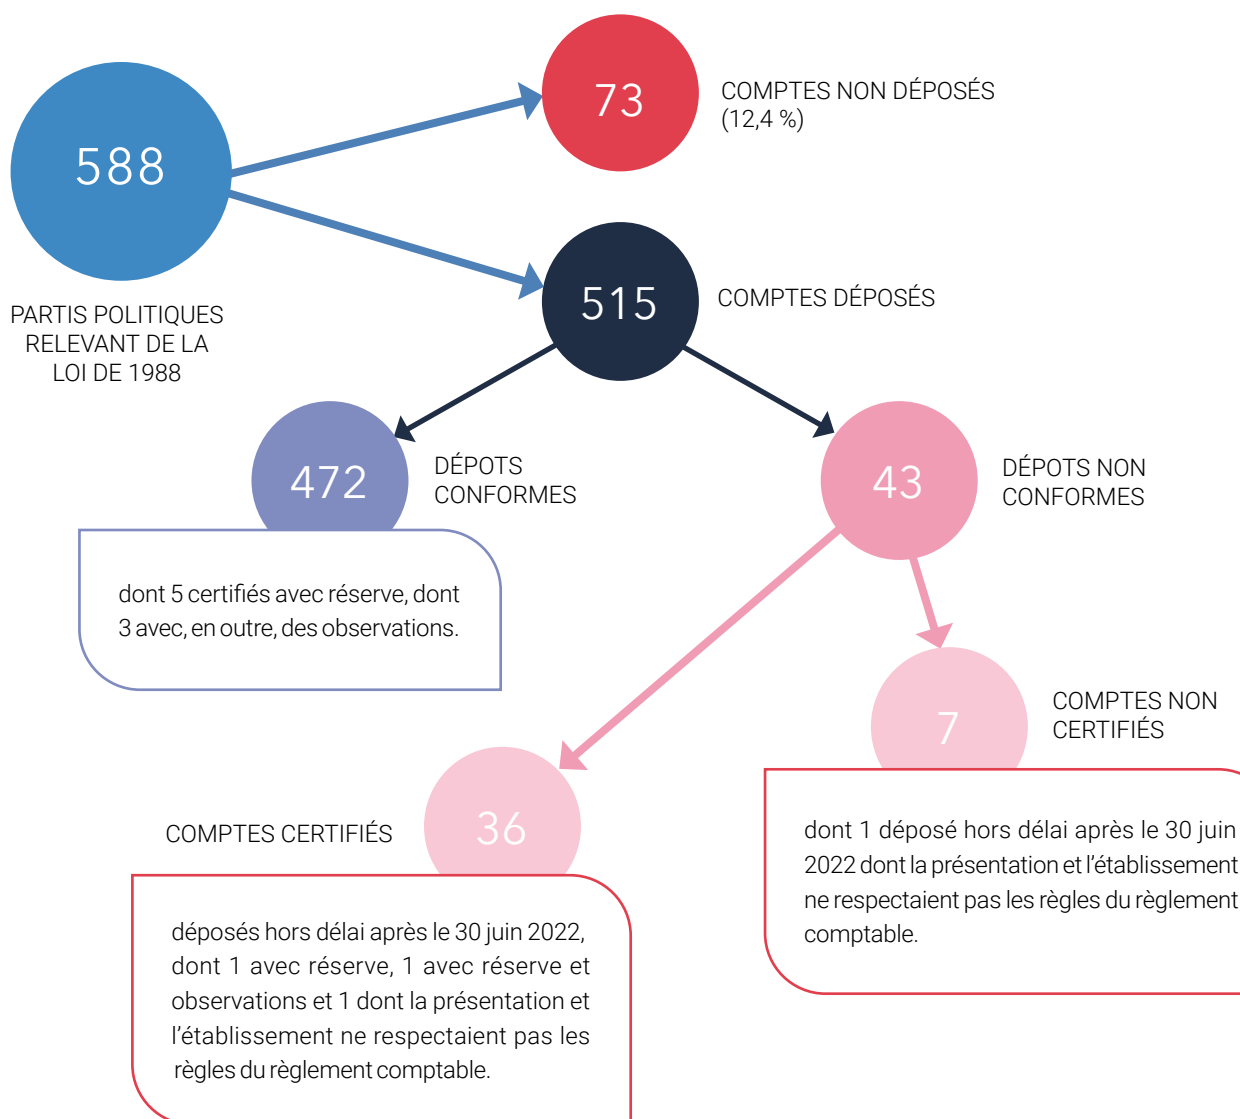 588
PARTIS POLITIQUES
RELEVANT DE LA
LOI DE 1988
73
COMPTES NON DÉPOSÉS
(12,4 %)
515
COMPTES DÉPOSÉS
472
DÉPOTS
CONFORMES
dont 5 certifiés avec réserve, dont
3 avec, en outre, des observations.
43
DÉPOTS NON
CONFORMES
7
COMPTES NON
CERTIFIÉS
dont 1 déposé hors délai après le 30 juin
2022 dont la présentation et l'établissement
ne respectaient pas les règles du règlement
comptable.
COMPTES CERTIFIÉS
36
déposés hors délai après le 30 juin 2022,
dont 1 avec réserve, 1 avec réserve et
observations et 1 dont la présentation et
l'établissement ne respectaient pas les
règles du règlement comptable.